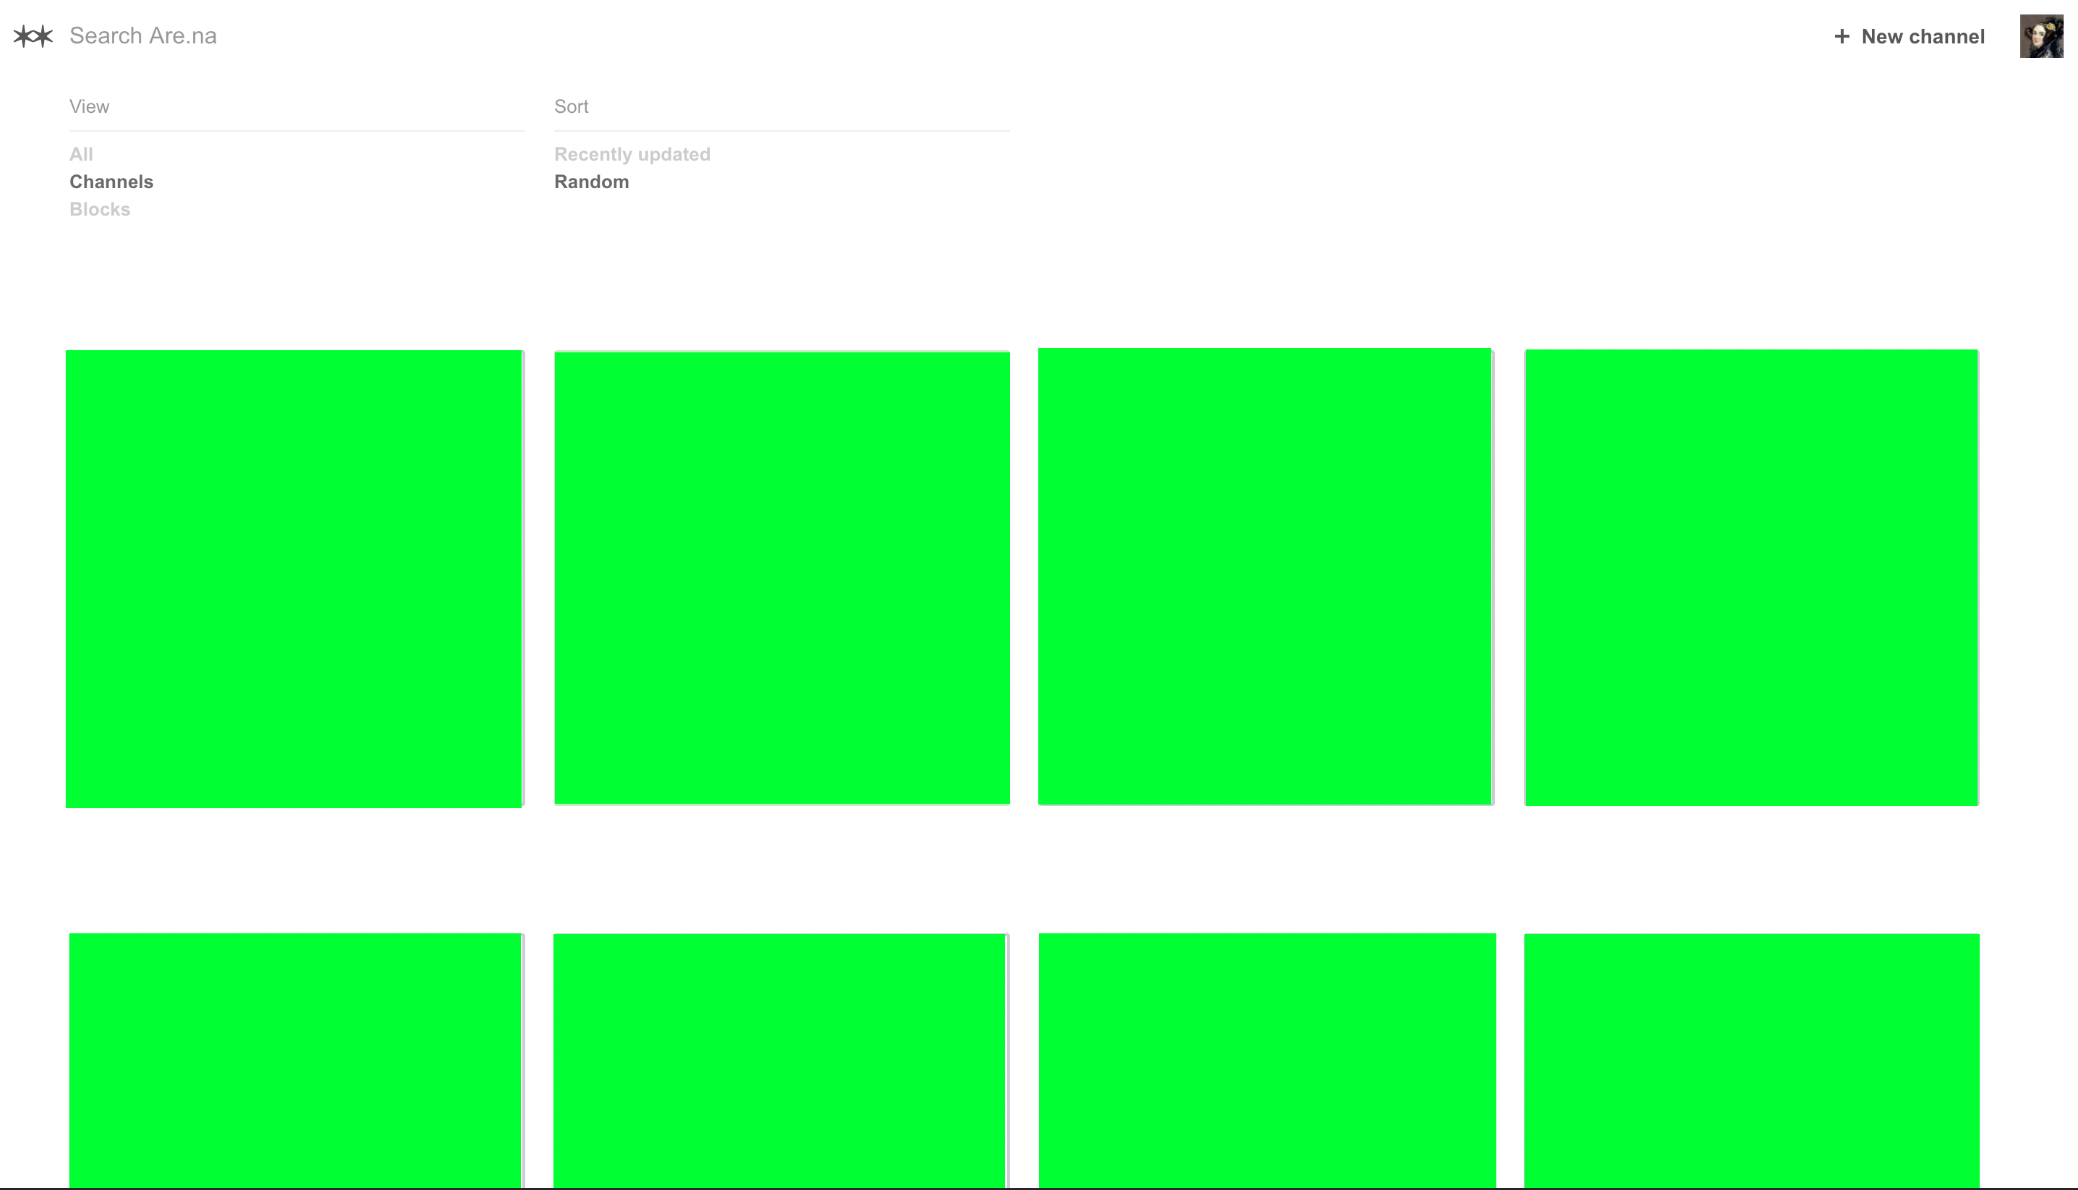 Search Are.na
+ New channel
View
All
Channels
Blocks
Sort
Recently updated
Random